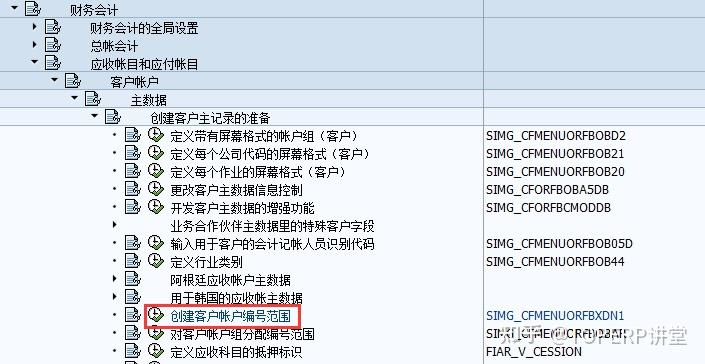 财务会计
财务会计的全局设置
总帐会计
应收帐目和应付帐目
客户帐户
主数据
创建客户主记录的准备
定义带有屏幕格式的帐户组（客户） SIMG_CFMENUORFBOBD2
定义每个公司代码的屏幕格式（客户） SIMG_CFMENUORFBOB21
定义每个作业的屏幕格式（客户） SIMG_CFMENUORFBOB20
更改客户主数据信息控制 SIMG_CFORFBOBA5DB
开发客户主数据的增强功能 SIMG_CFORFBCMODDB
业务合作伙伴主数据里的特殊客户字段
输入用于客户的会计记帐人员识别代码 SIMG_CFMENUORFBOB05D
定义行业类别 SIMG_CFMENUORFBOB44
阿根廷应收帐户主数据
用于韩国的应收帐主数据
创建客户帐户编号范围 SIMG_CFMENUORFBXDN1
对客户帐户组分配编号范围 SIMG_CFMENUORFBOBAR
定义应收科目的抵押标识 FIAR_V_CESSION
知乎 @TOPERP讲堂